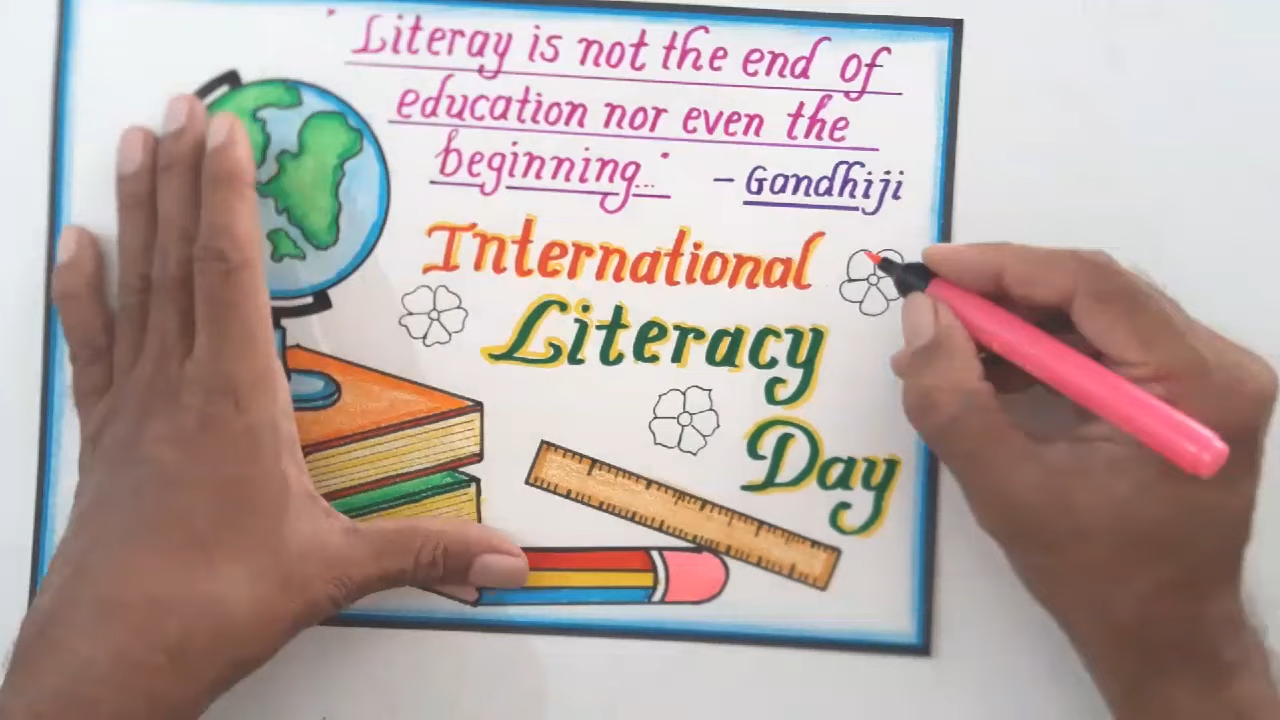 " Literay is not the end of
education nor even the
beginning... "
- Gandhiji
International
Literacy
Day